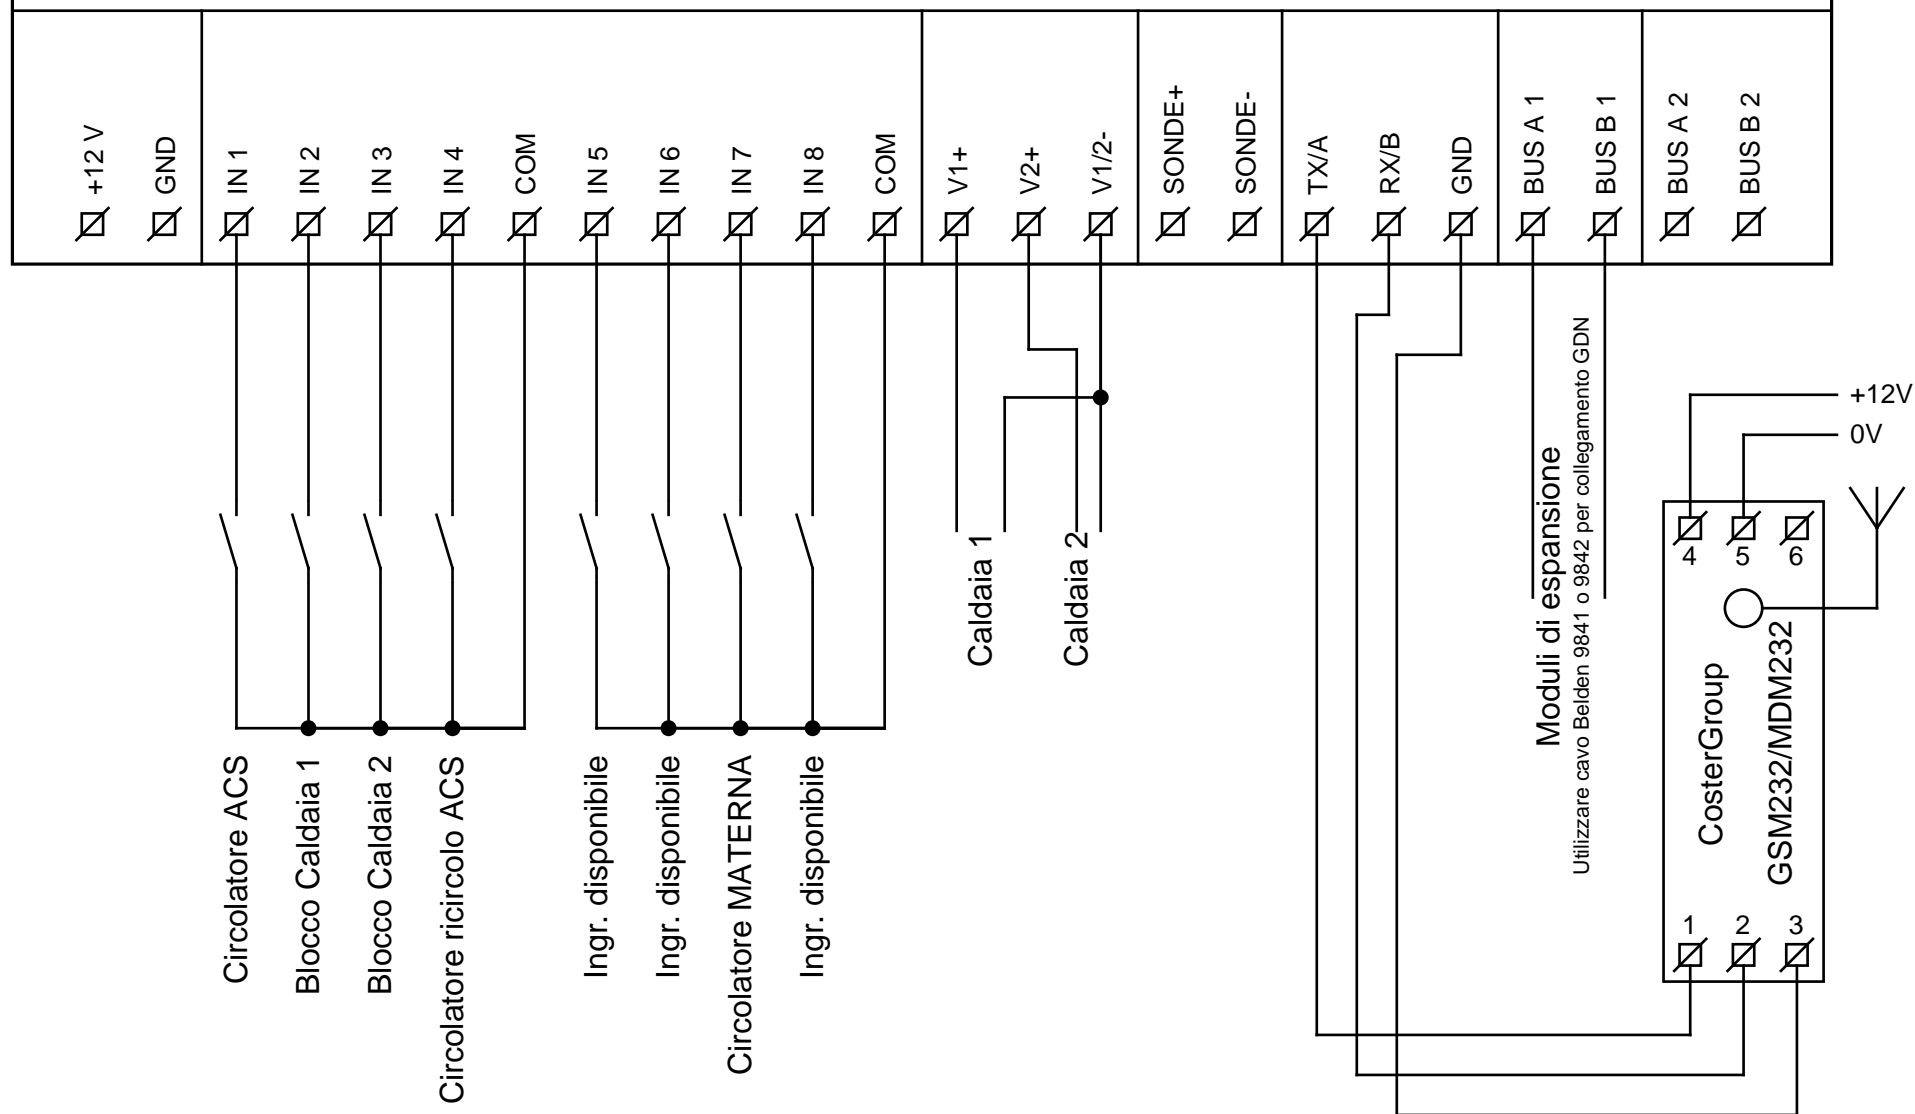 +12 V
GND
IN 1
IN 2
IN 3
IN 4
COM
IN 5
IN 6
IN 7
IN 8
COM
V1+
V2+
V1/2-
SONDE+
SONDE-
TX/A
RX/B
GND
BUS A 1
BUS B 1
BUS A 2
BUS B 2
+12V
0V
4
5
6
Caldaia 1
Caldaia 2
Moduli di espansione
Utilizzare cavo Belden 9841 o 9842 per collegamento GDN
CosterGroup
GSM232/MDM232
1
2
3
Circolatore ACS
Blocco Caldaia 1
Blocco Caldaia 2
Circolatore ricircolo ACS
Ingr. disponibile
Ingr. disponibile
Circolatore MATERNA
Ingr. disponibile